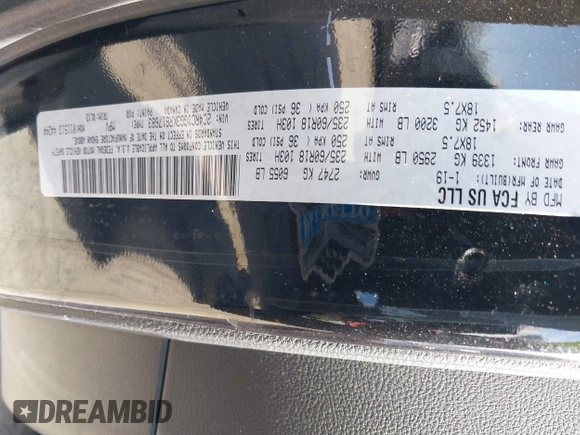 MFD BY FCA US LLC
DATE OF MFR(BUILT): 1-19 GVWR: 2747 KG 6055 LB
GAWR FRONT: 1339 KG 2950 LB WITH 235/60R18 103H TIRES
18X7.5 RIMS AT 250 KPA( 36 PSI) COLD
GAWR REAR: 1452 KG 3200 LB WITH 235/60R18 103H TIRES
18X7.5 RIMS AT 250 KPA( 36 PSI) COLD
THIS VEHICLE CONFORMS TO ALL APPLICABLE U.S.A. FEDERAL MOTOR VEHICLE SAFETY
STANDARDS IN EFFECT ON THE DATE OF MANUFACTURE SHOWN ABOVE.
TYPE: MPV
VEHICLE MADE IN CANADA PAINT: PXR
DREAMBID